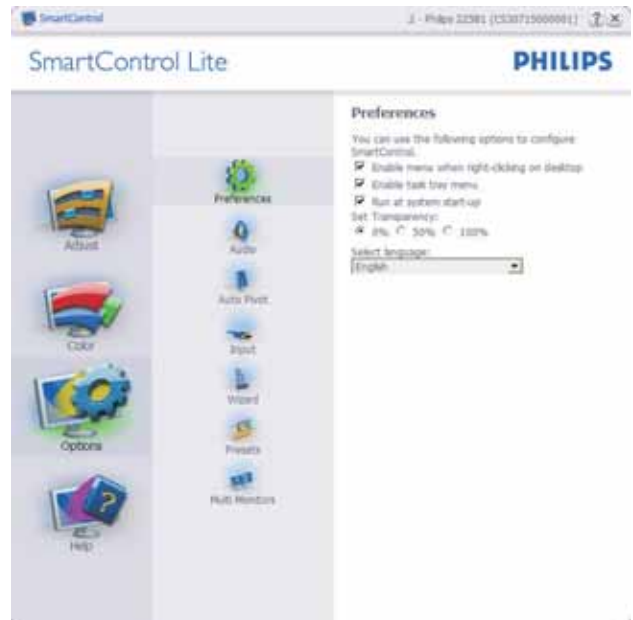 SmartControl
SmartControl Lite
PHILIPS
Adjust
Color
Options
Help
Preferences
Audio
Auto Pivot
Input
Wizard
Presets
Multi Monitors
Preferences
You can use the following options to configure
SmartControl.
Enable menu when right-clicking on desktop
Enable task tray menu
Run at system start-up
Set Transparency:
0% 50% 100%
Select language:
English